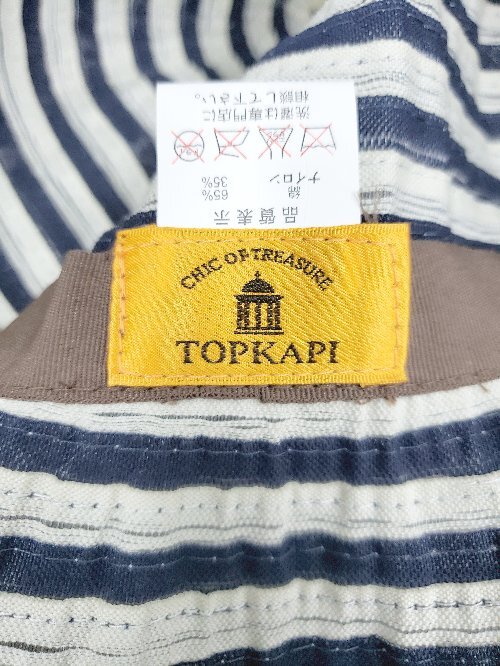 品質表示
綿 65%
ナイロン 35%
洗濯は専門店に
相談して下さい。
CHIC OF TREASURE
TOPKAPI